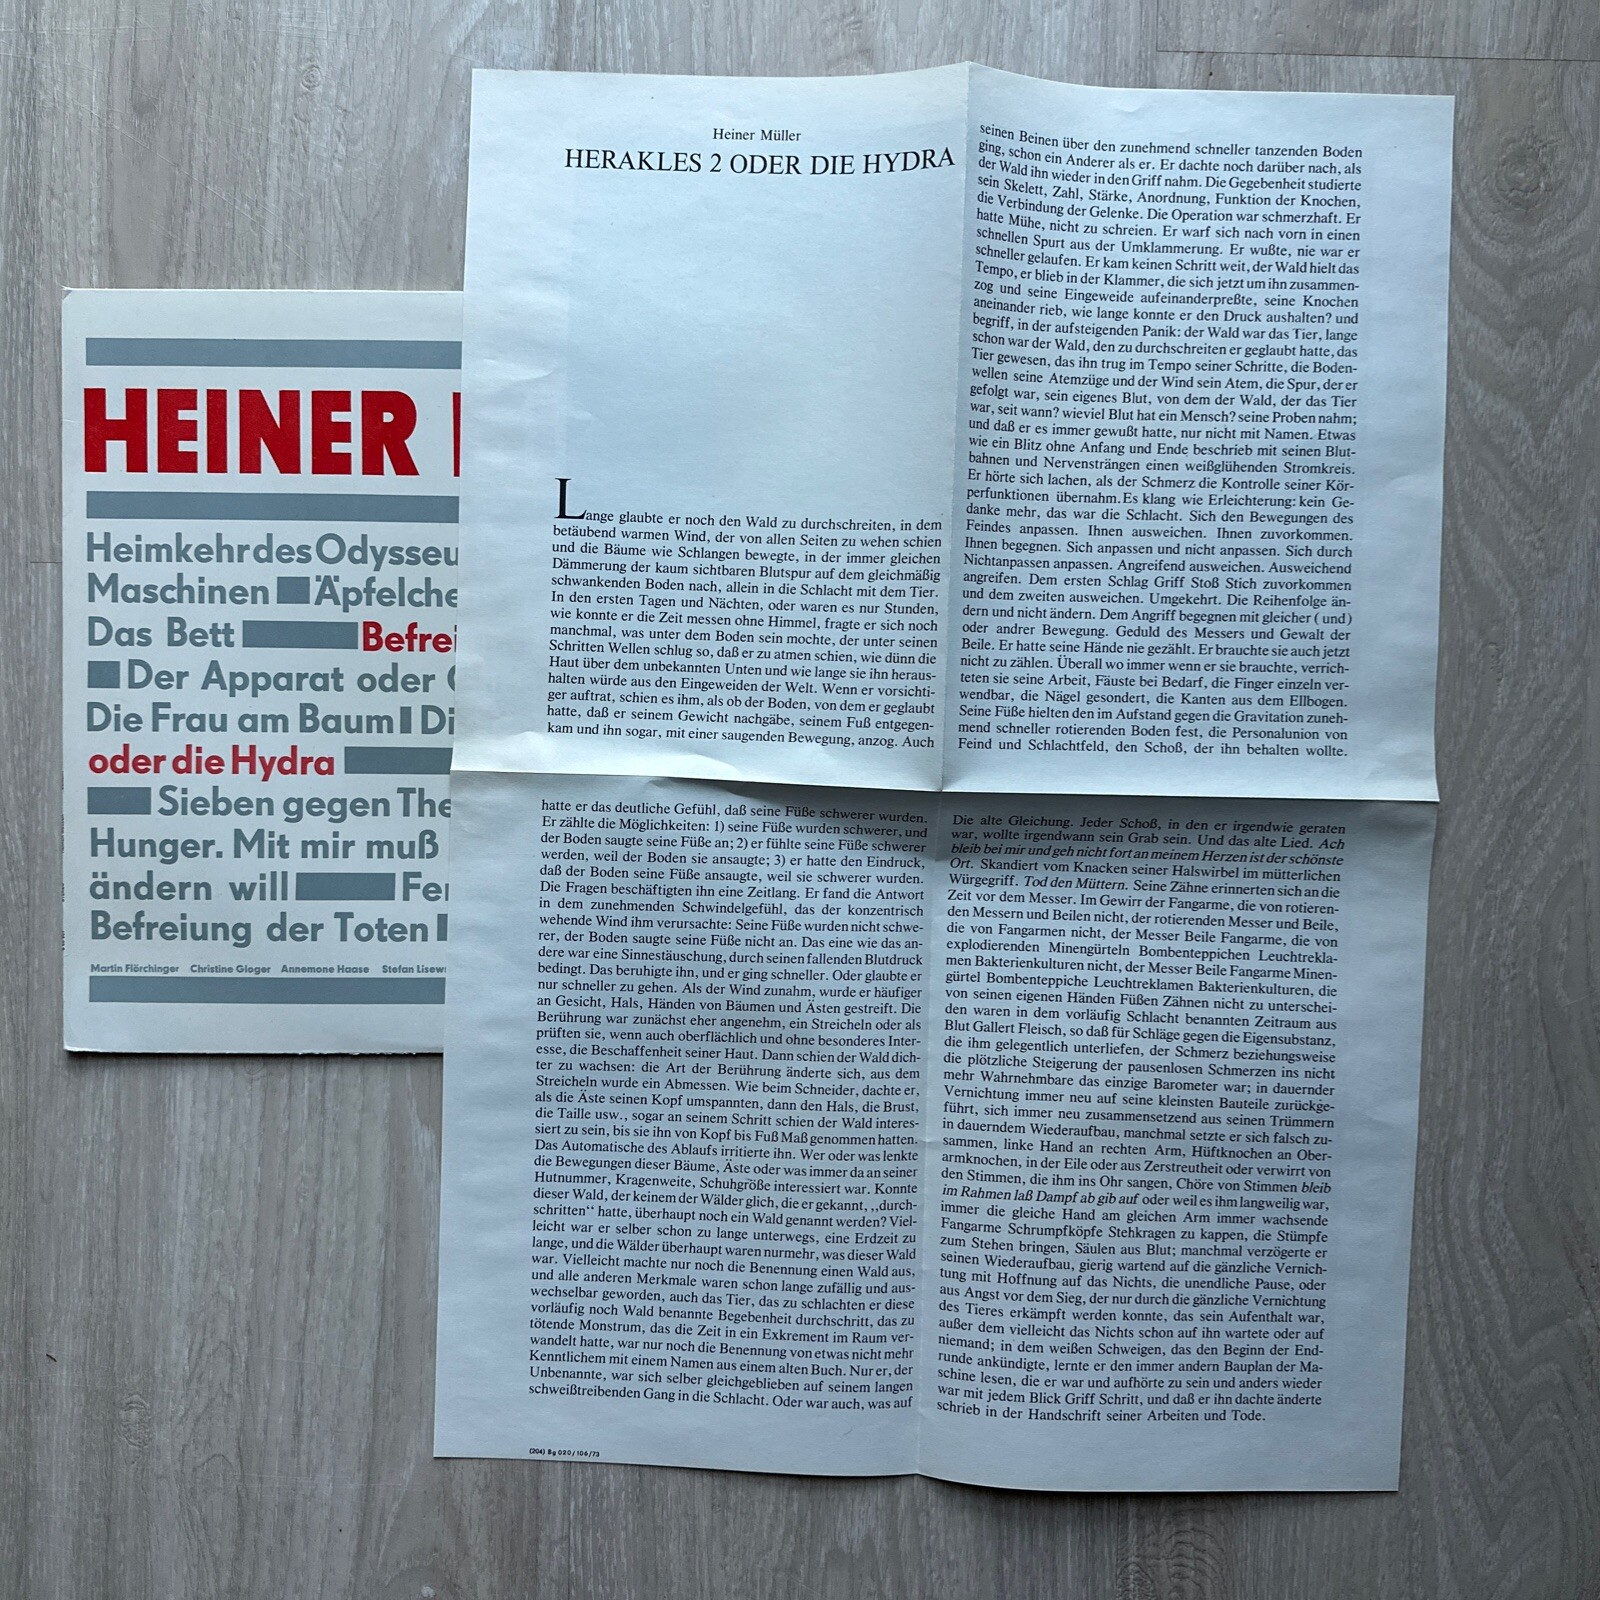 HEINER
Heimkehr des Odysseu
Maschinen Äpfelche
Das Bett Befrei
Der Apparat oder
Die Frau am Baum Di
oder die Hydra
Sieben gegen The
Hunger. Mit mir muß
ändern will Fer
Befreiung der Toten
Martin Flörchinger Christine Gloger Annemone Haase Stefan Lisew
Heiner Müller
HERAKLES 2 ODER DIE HYDRA
Lange glaubte er noch den Wald zu durchschreiten, in dem
betäubend warmen Wind, der von allen Seiten zu wehen schien
und die Bäume wie Schlangen bewegte, in der immer gleichen
Dämmerung der kaum sichtbaren Blutspur auf dem gleichmäßig
schwankenden Boden nach, allein in die Schlacht mit dem Tier.
In den ersten Tagen und Nächten, oder waren es nur Stunden,
wie konnte er die Zeit messen ohne Himmel, fragte er sich noch
manchmal, was unter dem Boden sein mochte, der unter seinen
Schritten Wellen schlug so, daß er zu atmen schien, wie dünn die
Haut über dem unbekannten Unten und wie lange sie ihn heraus-
halten würde aus den Eingeweiden der Welt. Wenn er vorsichti-
ger auftrat, schien es ihm, als ob der Boden, von dem er geglaubt
hatte, daß er seinem Gewicht nachgäbe, seinem Fuß entgegen-
kam und ihn sogar, mit einer saugenden Bewegung, anzog. Auch
hatte er das deutliche Gefühl, daß seine Füße schwerer wurden.
Er zählte die Möglichkeiten: 1) seine Füße wurden schwerer, und
der Boden saugte seine Füße an; 2) er fühlte seine Füße schwerer
werden, weil der Boden sie ansaugte; 3) er hatte den Eindruck,
daß der Boden seine Füße ansaugte, weil sie schwerer wurden.
Die Fragen beschäftigten ihn eine Zeitlang. Er fand die Antwort
in dem zunehmenden Schwindelgefühl, das der konzentrisch
wehende Wind ihm verursachte: Seine Füße wurden nicht schwe-
rer, der Boden saugte seine Füße nicht an. Das eine wie das an-
dere war eine Sinnestäuschung, durch seinen fallenden Blutdruck
bedingt. Das beruhigte ihn, und er ging schneller. Oder glaubte er
nur schneller zu gehen. Als der Wind zunahm, wurde er häufiger
an Gesicht, Hals, Händen von Bäumen und Ästen gestreift. Die
Berührung war zunächst eher angenehm, ein Streicheln oder als
prüften sie, wenn auch oberflächlich und ohne besonderes Inter-
esse, die Beschaffenheit seiner Haut. Dann schien der Wald dich-
ter zu wachsen: die Art der Berührung änderte sich, aus dem
Streicheln wurde ein Abmessen. Wie beim Schneider, dachte er,
als die Äste seinen Kopf umspannten, dann den Hals, die Brust,
die Taille usw., sogar an seinem Schritt schien der Wald interes-
siert zu sein, bis sie ihn von Kopf bis Fuß Maß genommen hatten.
Das Automatische des Ablaufs irritierte ihn. Wer oder was lenkte
die Bewegungen dieser Bäume, Äste oder was immer da an seiner
Hutnummer, Kragenweite, Schuhgröße interessiert war. Konnte
dieser Wald, der keinem der Wälder glich, die er gekannt, „durch-
schritten“ hatte, überhaupt noch ein Wald genannt werden? Viel-
leicht war er selber schon zu lange unterwegs, eine Erdzeit zu
lange, und die Wälder überhaupt waren nurmehr, was dieser Wald
war. Vielleicht machte nur noch die Benennung einen Wald aus,
und alle anderen Merkmale waren schon lange zufällig und aus-
wechselbar geworden, auch das Tier, das zu schlachten er diese
vorläufig noch Wald benannte Begebenheit durchschritt, das zu
tötende Monstrum, das die Zeit in ein Exkrement im Raum ver-
wandelt hatte, war nur noch die Benennung von etwas nicht mehr
Kenntlichem mit einem Namen aus einem alten Buch. Nur er, der
Unbenannte, war sich selber gleichgeblieben auf seinem langen
schweißtreibenden Gang in die Schlacht. Oder war auch, was auf
(204) Bg 020/106/73
seinen Beinen über den zunehmend schneller tanzenden Boden
ging, schon ein Anderer als er. Er dachte noch darüber nach, als
der Wald ihn wieder in den Griff nahm. Die Gegebenheit studierte
sein Skelett, Zahl, Stärke, Anordnung, Funktion der Knochen,
die Verbindung der Gelenke. Die Operation war schmerzhaft. Er
hatte Mühe, nicht zu schreien. Er warf sich nach vorn in einen
schnellen Spurt aus der Umklammerung. Er wußte, nie war er
schneller gelaufen. Er kam keinen Schritt weit, der Wald hielt das
Tempo, er blieb in der Klammer, die sich jetzt um ihn zusammen-
zog und seine Eingeweide aufeinanderpreßte, seine Knochen
aneinander rieb, wie lange konnte er den Druck aushalten? und
begriff, in der aufsteigenden Panik: der Wald war das Tier, lange
schon war der Wald, den zu durchschreiten er geglaubt hatte, das
Tier gewesen, das ihn trug im Tempo seiner Schritte, die Boden-
wellen seine Atemzüge und der Wind sein Atem, die Spur, der er
gefolgt war, sein eigenes Blut, von dem der Wald, der das Tier
war, seit wann? wieviel Blut hat ein Mensch? seine Proben nahm;
und daß er es immer gewußt hatte, nur nicht mit Namen. Etwas
wie ein Blitz ohne Anfang und Ende beschrieb mit seinen Blut-
bahnen und Nervensträngen einen weißglühenden Stromkreis.
Er hörte sich lachen, als der Schmerz die Kontrolle seiner Kör-
perfunktionen übernahm. Es klang wie Erleichterung: kein Ge-
danke mehr, das war die Schlacht. Sich den Bewegungen des
Feindes anpassen. Ihnen ausweichen. Ihnen zuvorkommen.
Ihnen begegnen. Sich anpassen und nicht anpassen. Sich durch
Nichtanpassen anpassen. Angreifend ausweichen. Ausweichend
angreifen. Dem ersten Schlag Griff Stoß Stich zuvorkommen
und dem zweiten ausweichen. Umgekehrt. Die Reihenfolge än-
dern und nicht ändern. Dem Angriff begegnen mit gleicher ( und )
oder andrer Bewegung. Geduld des Messers und Gewalt der
Beile. Er hatte seine Hände nie gezählt. Er brauchte sie auch jetzt
nicht zu zählen. Überall wo immer wenn er sie brauchte, verrich-
teten sie seine Arbeit, Fäuste bei Bedarf, die Finger einzeln ver-
wendbar, die Nägel gesondert, die Kanten aus dem Ellbogen.
Seine Füße hielten den im Aufstand gegen die Gravitation zuneh-
mend schneller rotierenden Boden fest, die Personalunion von
Feind und Schlachtfeld, den Schoß, der ihn behalten wollte.
Die alte Gleichung. Jeder Schoß, in den er irgendwie geraten
war, wollte irgendwann sein Grab sein. Und das alte Lied. Ach
bleib bei mir und geh nicht fort an meinem Herzen ist der schönste
Ort. Skandiert vom Knacken seiner Halswirbel im mütterlichen
Würgegriff. Tod den Müttern. Seine Zähne erinnerten sich an die
Zeit vor dem Messer. Im Gewirr der Fangarme, die von rotieren-
den Messern und Beilen nicht, der rotierenden Messer und Beile,
die von Fangarmen nicht, der Messer Beile Fangarme, die von
explodierenden Minengürteln Bombenteppichen Leuchtrekla-
men Bakterienkulturen nicht, der Messer Beile Fangarme Minen-
gürtel Bombenteppiche Leuchtreklamen Bakterienkulturen, die
von seinen eigenen Händen Füßen Zähnen nicht zu unterschei-
den waren in dem vorläufig Schlacht benannten Zeitraum aus
Blut Gallert Fleisch, so daß für Schläge gegen die Eigensubstanz,
die ihm gelegentlich unterliefen, der Schmerz beziehungsweise
die plötzliche Steigerung der pausenlosen Schmerzen ins nicht
mehr Wahrnehmbare das einzige Barometer war; in dauernder
Vernichtung immer neu auf seine kleinsten Bauteile zurückge-
führt, sich immer neu zusammensetzend aus seinen Trümmern
in dauerndem Wiederaufbau, manchmal setzte er sich falsch zu-
sammen, linke Hand an rechten Arm, Hüftknochen an Ober-
armknochen, in der Eile oder aus Zerstreutheit oder verwirrt von
den Stimmen, die ihm ins Ohr sangen, Chöre von Stimmen bleib
im Rahmen laß Dampf ab gib auf oder weil es ihm langweilig war,
immer die gleiche Hand am gleichen Arm immer wachsende
Fangarme Schrumpfköpfe Stehkragen zu kappen, die Stümpfe
zum Stehen bringen, Säulen aus Blut; manchmal verzögerte er
seinen Wiederaufbau, gierig wartend auf die gänzliche Vernich-
tung mit Hoffnung auf das Nichts, die unendliche Pause, oder
aus Angst vor dem Sieg, der nur durch die gänzliche Vernichtung
des Tieres erkämpft werden konnte, das sein Aufenthalt war,
außer dem vielleicht das Nichts schon auf ihn wartete oder auf
niemand; in dem weißen Schweigen, das den Beginn der End-
runde ankündigte, lernte er den immer andern Bauplan der Ma-
schine lesen, die er war und aufhörte zu sein und anders wieder
war mit jedem Blick Griff Schritt, und daß er ihn dachte änderte
schrieb in der Handschrift seiner Arbeiten und Tode.